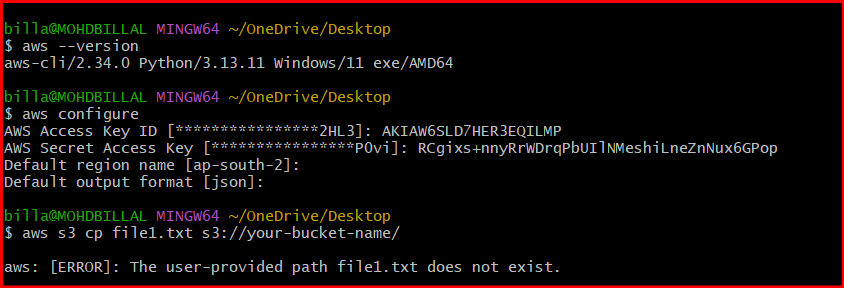 billa@MOHDBILLAL MINGW64 ~/OneDrive/Desktop
$ aws --version
aws-cli/2.34.0 Python/3.13.11 Windows/11 exe/AMD64
billa@MOHDBILLAL MINGW64 ~/OneDrive/Desktop
$ aws configure
AWS Access Key ID [****************2HL3]: AKIAW6SLD7HER3EQILMP
AWS Secret Access Key [****************P0vi]: 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
Default region name [ap-south-2]:
Default output format [json]:
billa@MOHDBILLAL MINGW64 ~/OneDrive/Desktop
$ aws s3 cp file1.txt s3://your-bucket-name/
aws: [ERROR]: The user-provided path file1.txt does not exist.